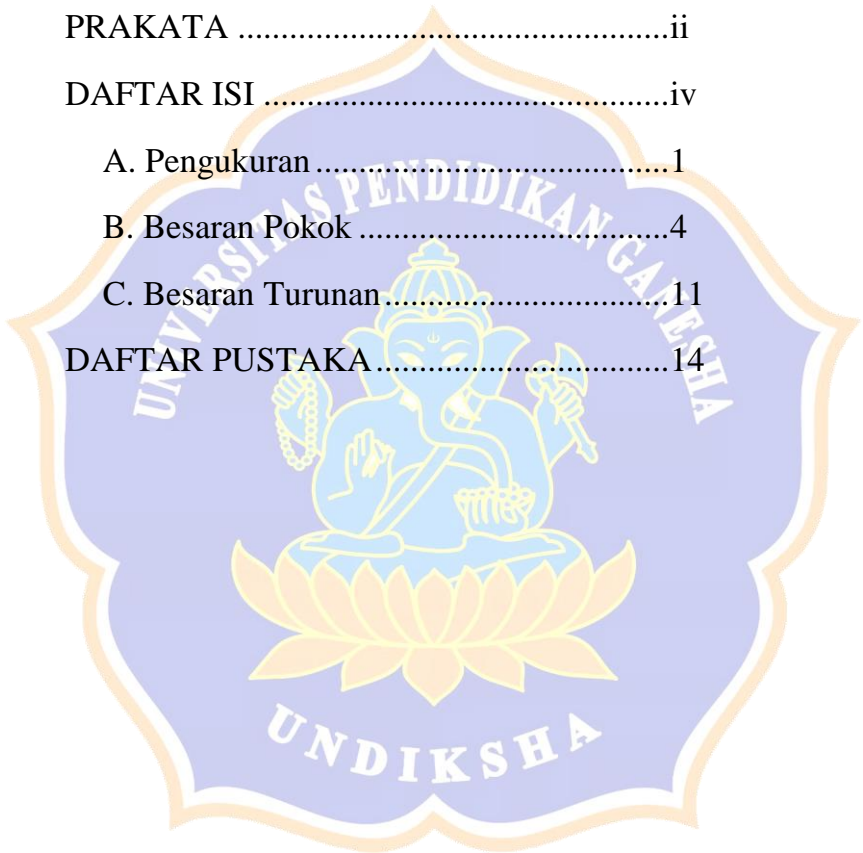 PRAKATA ..................................................ii
DAFTAR ISI ...............................................iv
A. Pengukuran .........................................1
B. Besaran Pokok ....................................4
C. Besaran Turunan.................................11
DAFTAR PUSTAKA..................................14
UNIVERSITAS PENDIDIKAN GANESHA
UNDIKSHA